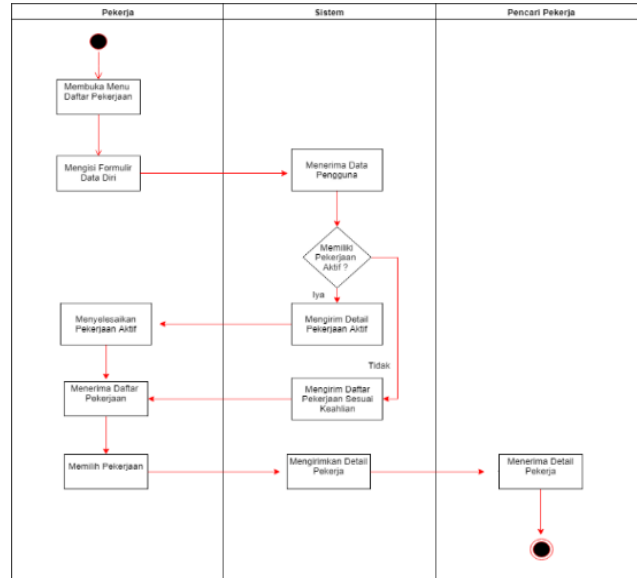 Pekerja
Sistem
Pencari Pekerja
Membuka Menu
Daftar Pekerjaan
Mengisi Formulir
Data Diri
Menerima Data
Pengguna
Memiliki
Pekerjaan
Aktif ?
Iya
Menyelesaikan
Pekerjaan Aktif
Mengirim Detail
Pekerjaan Aktif
Tidak
Menerima Daftar
Pekerjaan
Mengirim Daftar
Pekerjaan Sesuai
Keahlian
Memilih Pekerjaan
Mengirimkan Detail
Pekerja
Menerima Detail
Pekerja